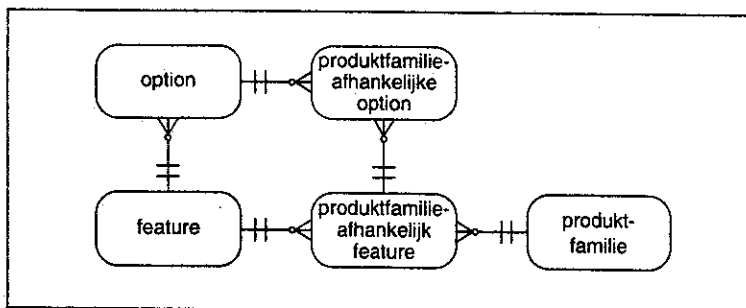 option
produktfamilie-
afhankelijke
option
feature
produktfamilie-
afhankelijk
feature
produkt-
familie